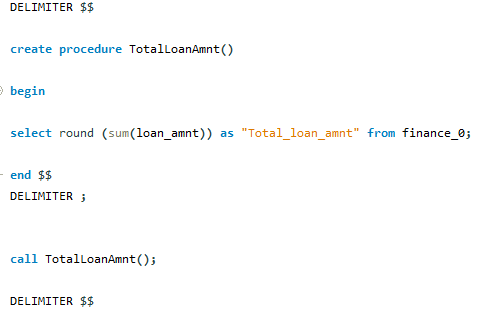 DELIMITER $$
create procedure TotalLoanAmnt()
begin
select round (sum(loan_amnt)) as "Total_loan_amnt" from finance_0;
end $$
DELIMITER ;
call TotalLoanAmnt();
DELIMITER $$